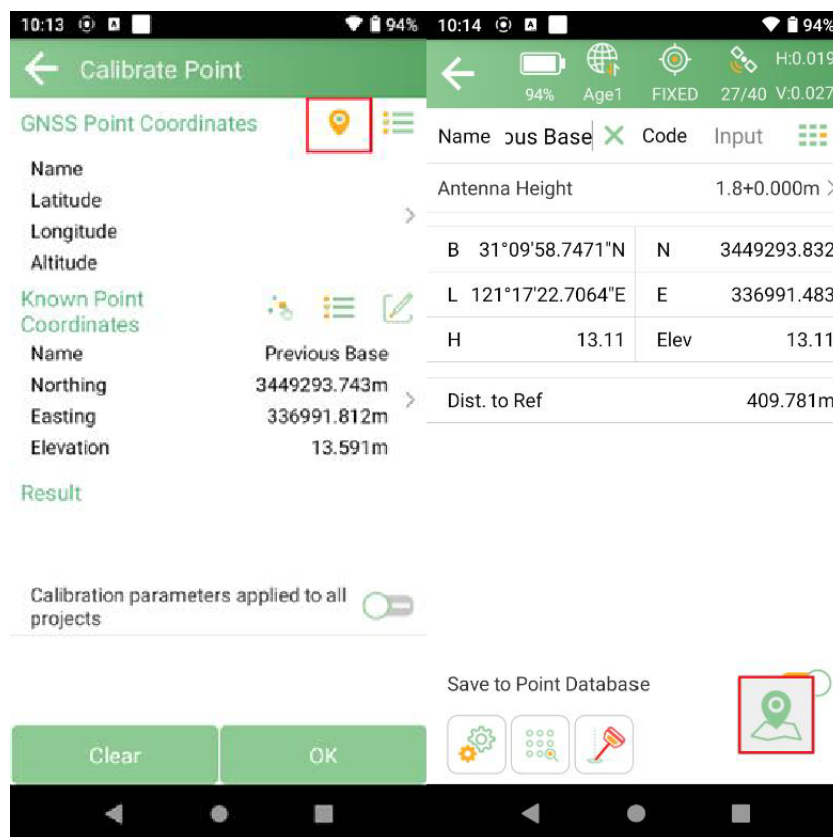 10:13 94%
Calibrate Point
GNSS Point Coordinates
Name
Latitude
Longitude
Altitude
Known Point
Coordinates
Name Previous Base
Northing 3449293.743m
Easting 336991.812m
Elevation 13.591m
Result
Calibration parameters applied to all
projects
Clear OK
10:14 94%
H:0.019
94% Age1 FIXED 27/40 V:0.027
Name ous Base Code Input
Antenna Height 1.8+0.000m
B 31°09'58.7471"N N 3449293.832
L 121°17'22.7064"E E 336991.483
H 13.11 Elev 13.11
Dist. to Ref 409.781m
Save to Point Database